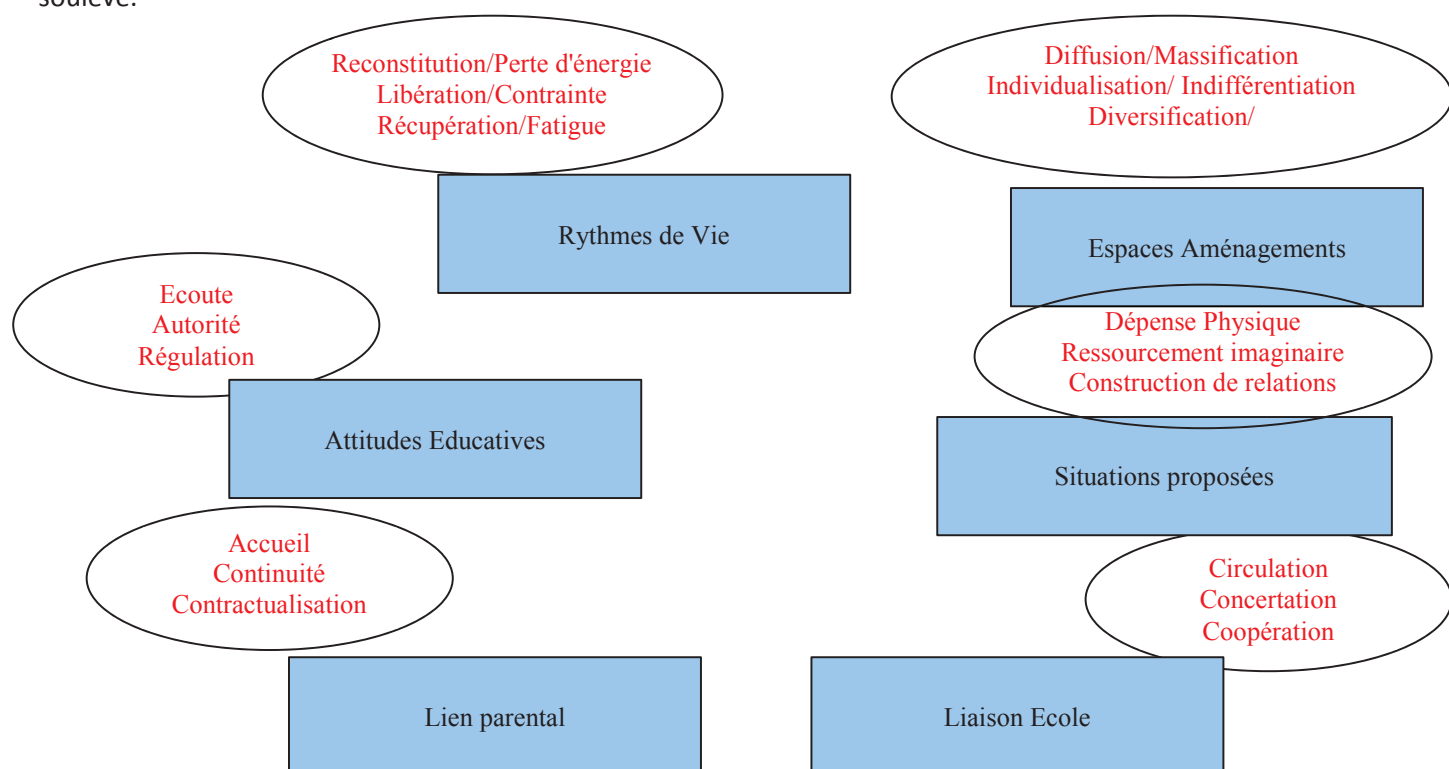 soulevé.
Reconstitution/Perte d'énergie
Libération/Contrainte
Récupération/Fatigue
Diffusion/Massification
Individualisation/ Indifférentiation
Diversification/
Rythmes de Vie
Espaces Aménagements
Ecoute
Autorité
Régulation
Dépense Physique
Ressourcement imaginaire
Construction de relations
Attitudes Educatives
Situations proposées
Accueil
Continuité
Contractualisation
Circulation
Concertation
Coopération
Lien parental
Liaison Ecole